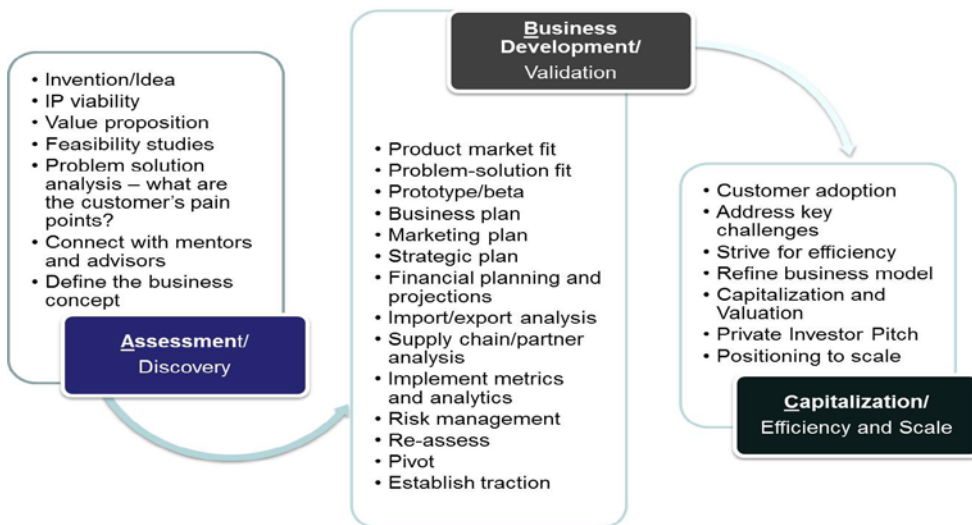 • Invention/Idea
• IP viability
• Value proposition
• Feasibility studies
• Problem solution
analysis – what are
the customer's pain
points?
• Connect with mentors
and advisors
• Define the business
concept
Assessment/
Discovery
Business
Development/
Validation
• Product market fit
• Problem-solution fit
• Prototype/beta
• Business plan
• Marketing plan
• Strategic plan
• Financial planning and
projections
• Import/export analysis
• Supply chain/partner
analysis
• Implement metrics
and analytics
• Risk management
• Re-assess
• Pivot
• Establish traction
• Customer adoption
• Address key
challenges
• Strive for efficiency
• Refine business model
• Capitalization and
Valuation
• Private Investor Pitch
• Positioning to scale
Capitalization/
Efficiency and Scale